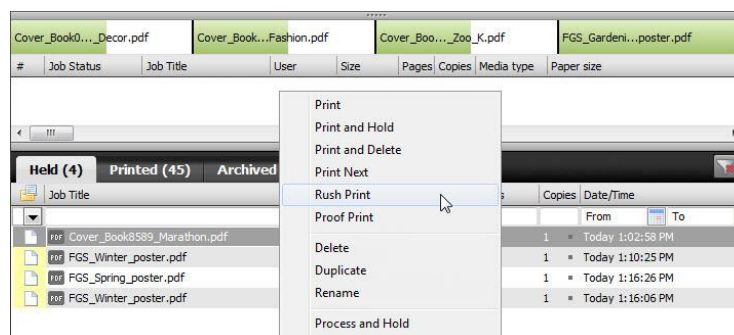 Cover_Book0..._Decor.pdf Cover_Book...Fashion.pdf Cover_Boo..._Zoo_K.pdf FGS_Gardeni...poster.pdf
# Job Status Job Title User Size Pages Copies Media type Paper size
Print
Print and Hold
Print and Delete
Print Next
Rush Print
Proof Print
Delete
Duplicate
Rename
Process and Hold
Held (4) Printed (45) Archived
Job Title Copies Date/Time
From To
PDF Cover_Book8589_Marathon.pdf 1 Today 1:02:58 PM
PDF FGS_Winter_poster.pdf 1 Today 1:10:25 PM
PDF FGS_Spring_poster.pdf 1 Today 1:16:26 PM
PDF FGS_Winter_poster.pdf 1 Today 1:16:06 PM